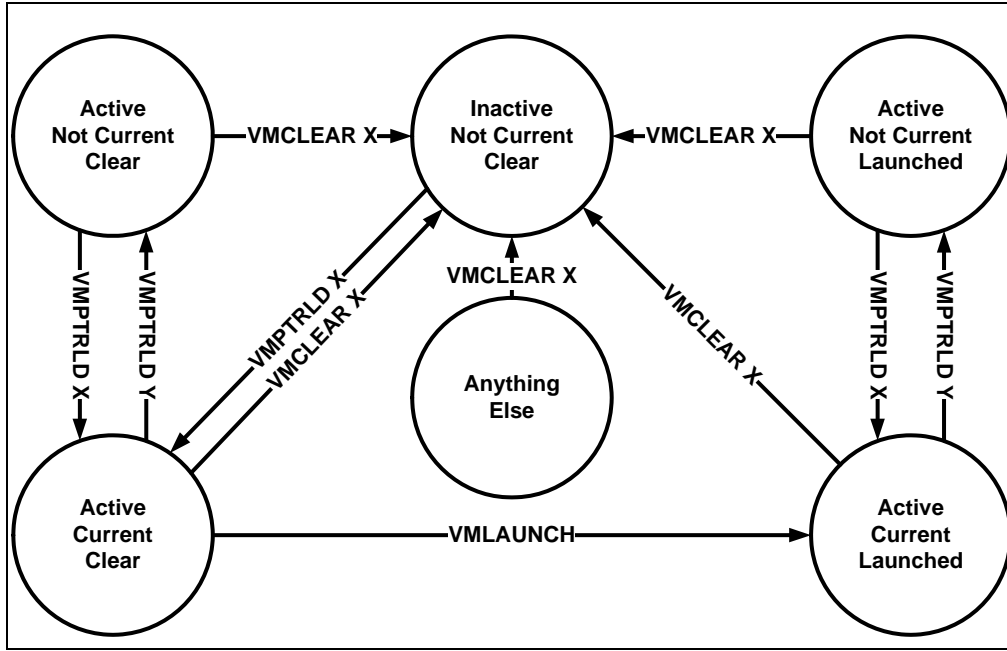 Active
Not Current
Clear
VMCLEAR X
Inactive
Not Current
Clear
VMCLEAR X
Active
Not Current
Launched
VMPTRLD X
VMPTRLD Y
VMPTRLD X
VMCLEAR X
VMCLEAR X
Anything
Else
VMCLEAR X
VMPTRLD X
VMPTRLD Y
Active
Current
Clear
VMLAUNCH
Active
Current
Launched